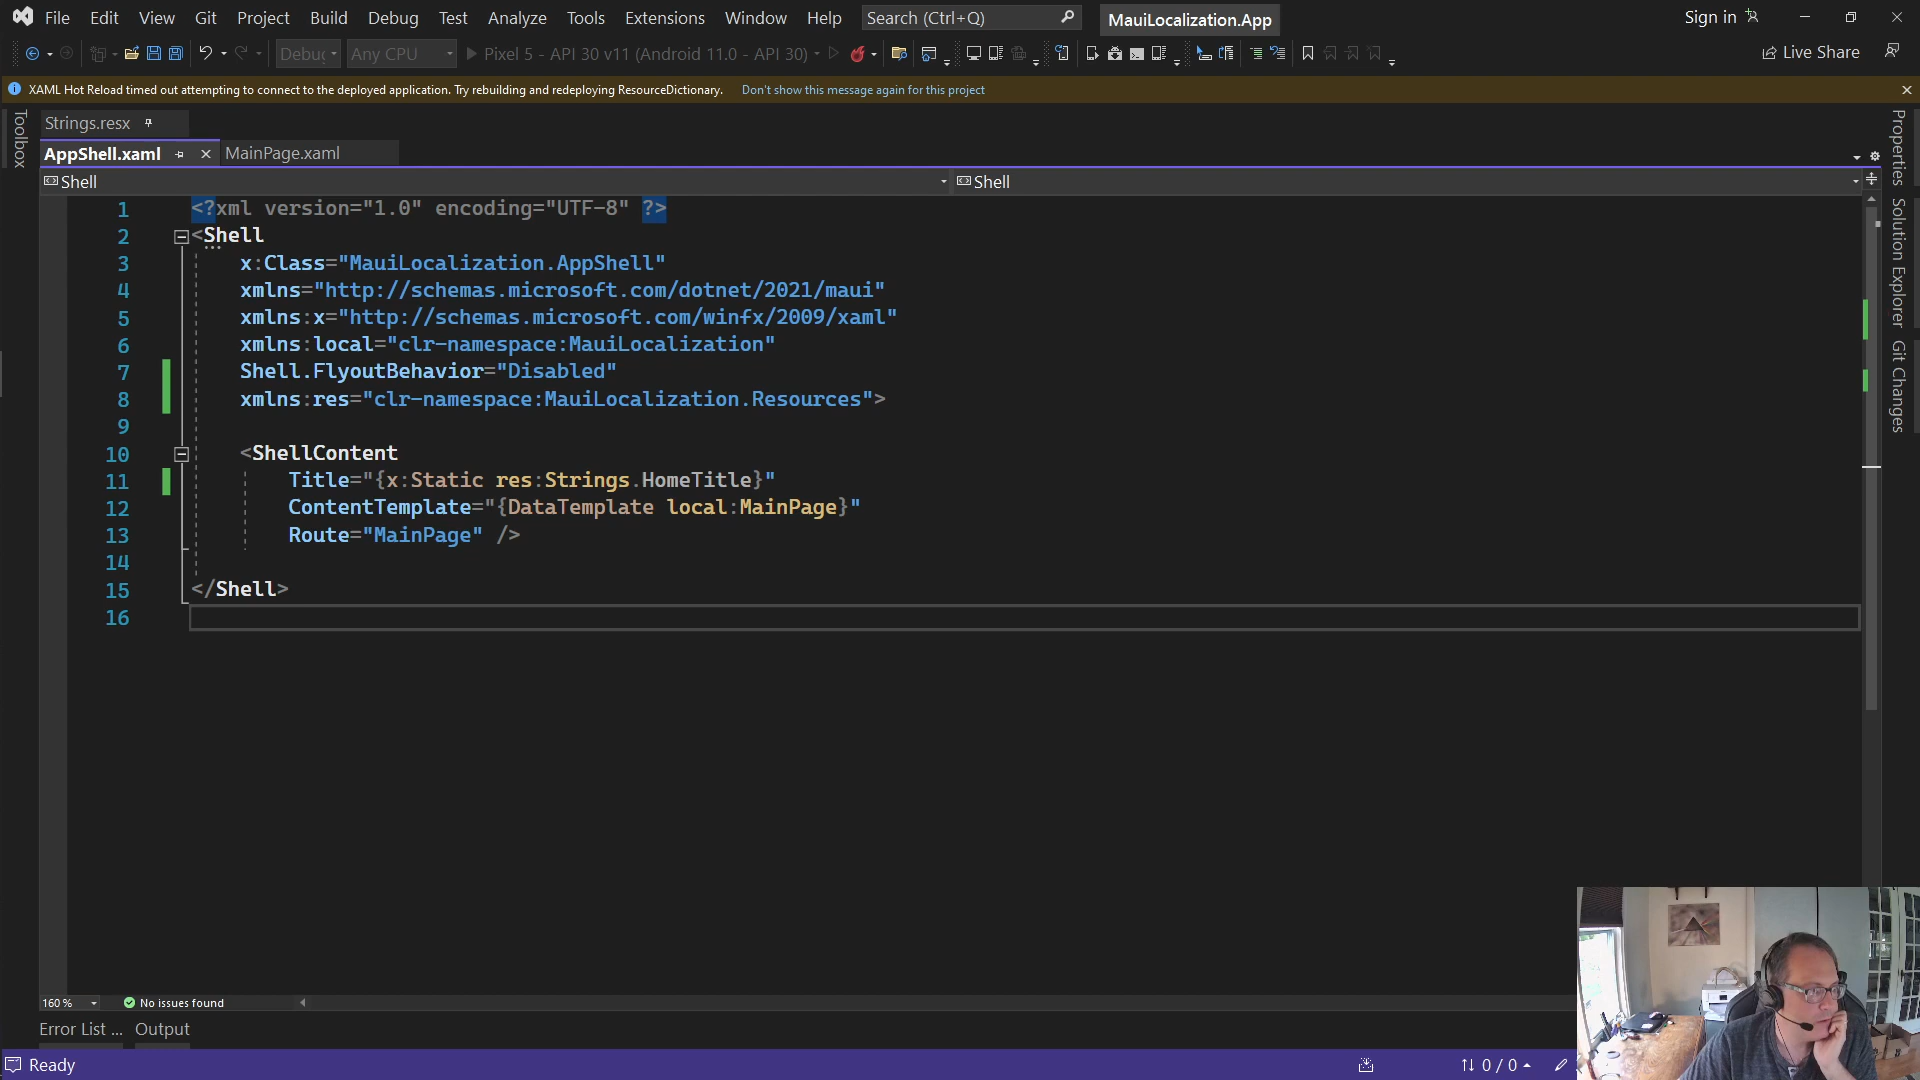 File Edit View Git Project Build Debug Test Analyze Tools Extensions Window Help Search (Ctrl+Q) MauiLocalization.App Sign in
Debug Any CPU Pixel 5 - API 30 v11 (Android 11.0 - API 30) Live Share
XAML Hot Reload timed out attempting to connect to the deployed application. Try rebuilding and redeploying ResourceDictionary. Don't show this message again for this project
Toolbox
Strings.resx
AppShell.xaml MainPage.xaml
Shell Shell
1 <?xml version="1.0" encoding="UTF-8" ?>
2 <Shell
3 x:Class="MauiLocalization.AppShell"
4 xmlns="http://schemas.microsoft.com/dotnet/2021/maui"
5 xmlns:x="http://schemas.microsoft.com/winfx/2009/xaml"
6 xmlns:local="clr-namespace:MauiLocalization"
7 Shell.FlyoutBehavior="Disabled"
8 xmlns:res="clr-namespace:MauiLocalization.Resources">
9
10 <ShellContent
11 Title="{x:Static res:Strings.HomeTitle}"
12 ContentTemplate="{DataTemplate local:MainPage}"
13 Route="MainPage" />
14
15 </Shell>
16
Properties
Solution Explorer
Git Changes
160 % No issues found
Error List ... Output
Ready 0 / 0